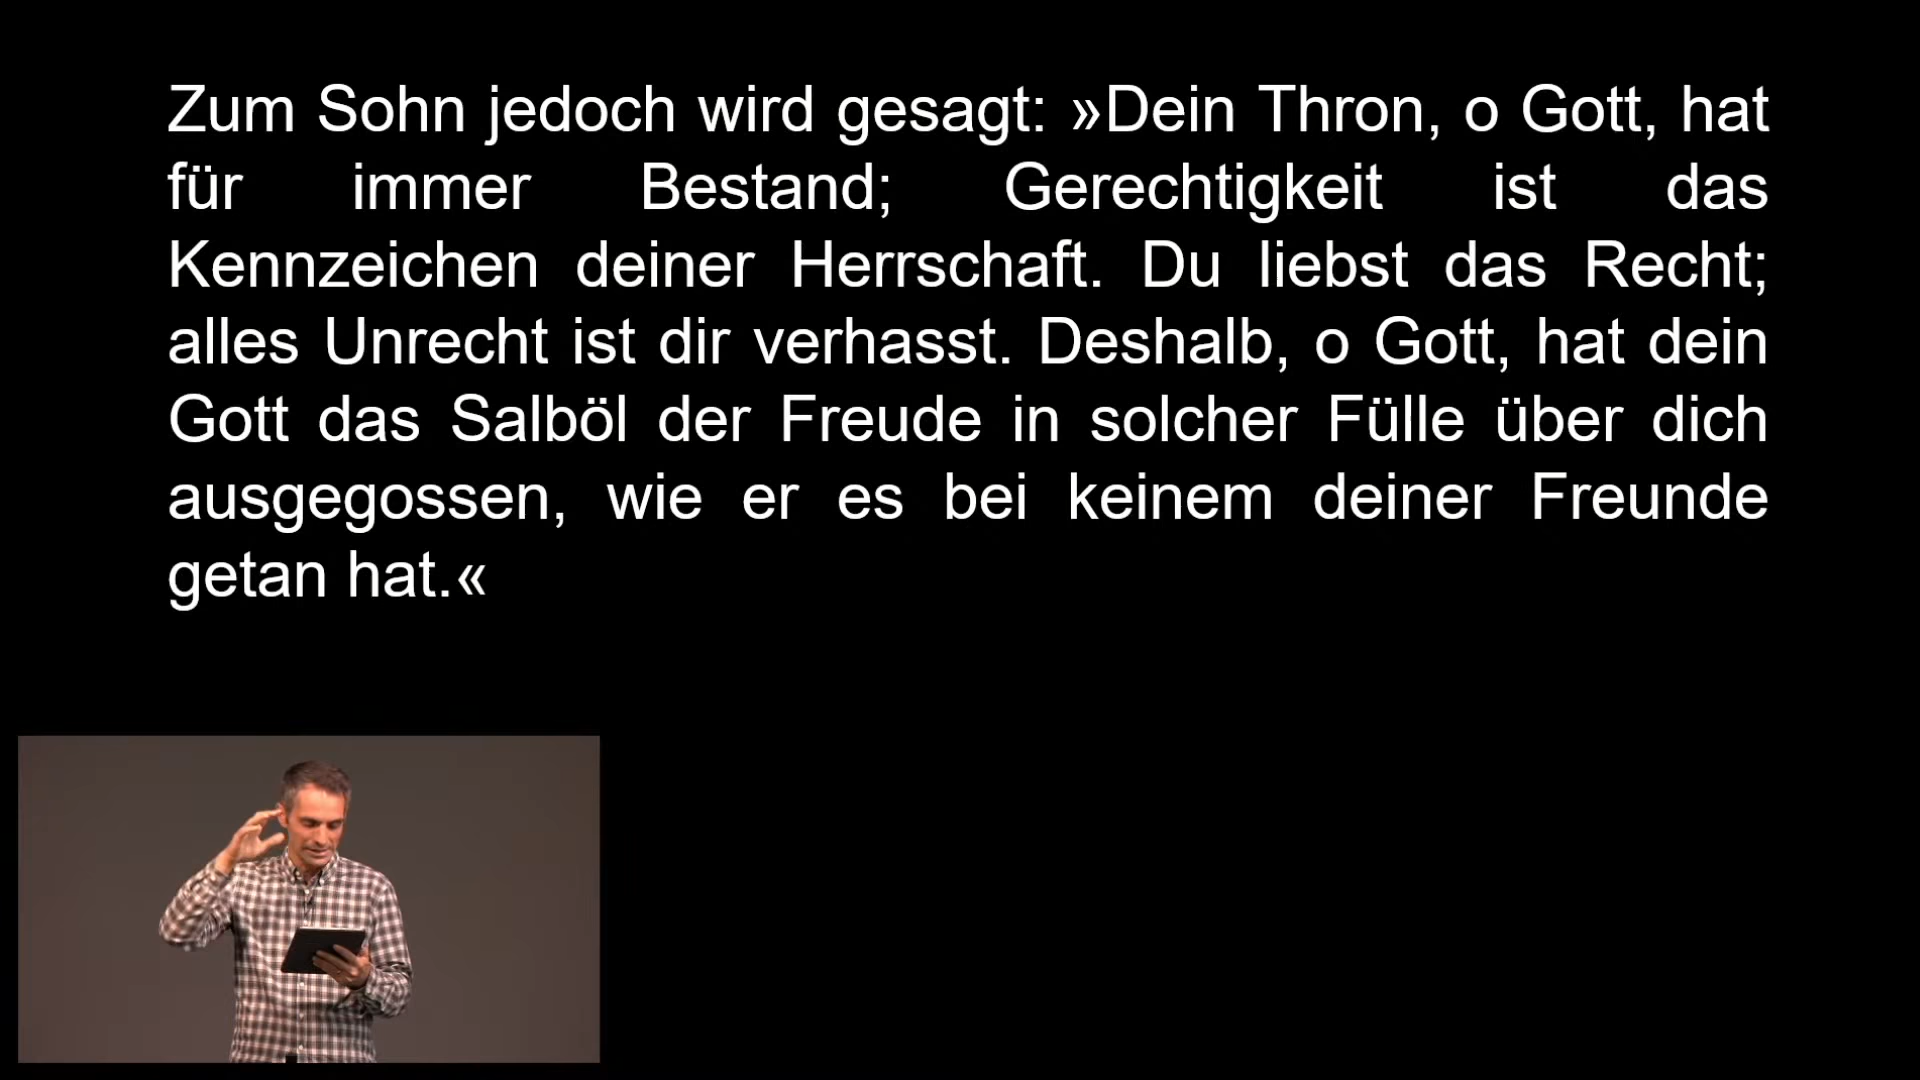 Zum Sohn jedoch wird gesagt: »Dein Thron, o Gott, hat
für immer Bestand; Gerechtigkeit ist das
Kennzeichen deiner Herrschaft. Du liebst das Recht;
alles Unrecht ist dir verhasst. Deshalb, o Gott, hat dein
Gott das Salböl der Freude in solcher Fülle über dich
ausgegossen, wie er es bei keinem deiner Freunde
getan hat.«